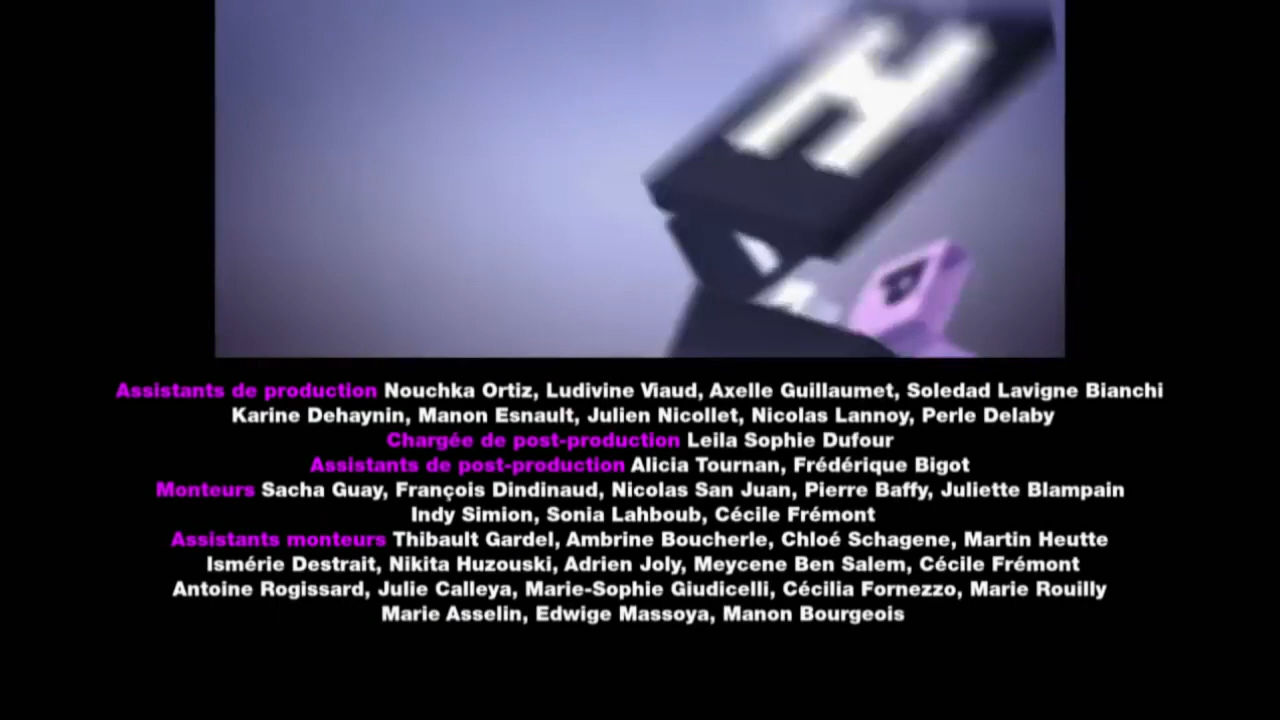 H
Assistants de production Nouchka Ortiz, Ludivine Viaud, Axelle Guillaumet, Soledad Lavigne Bianchi
Karine Dehaynin, Manon Esnault, Julien Nicollet, Nicolas Lannoy, Perle Delaby
Chargée de post-production Leila Sophie Dufour
Assistants de post-production Alicia Tournan, Frédérique Bigot
Monteurs Sacha Guay, François Dindinaud, Nicolas San Juan, Pierre Baffy, Juliette Blampain
Indy Simion, Sonia Lahboub, Cécile Frémont
Assistants monteurs Thibault Gardel, Ambrine Boucherle, Chloé Schagene, Martin Heutte
Ismérie Destrait, Nikita Huzouski, Adrien Joly, Meycene Ben Salem, Cécile Frémont
Antoine Rogissard, Julie Calleya, Marie-Sophie Giudicelli, Cécilia Fornezzo, Marie Rouilly
Marie Asselin, Edwige Massoya, Manon Bourgeois